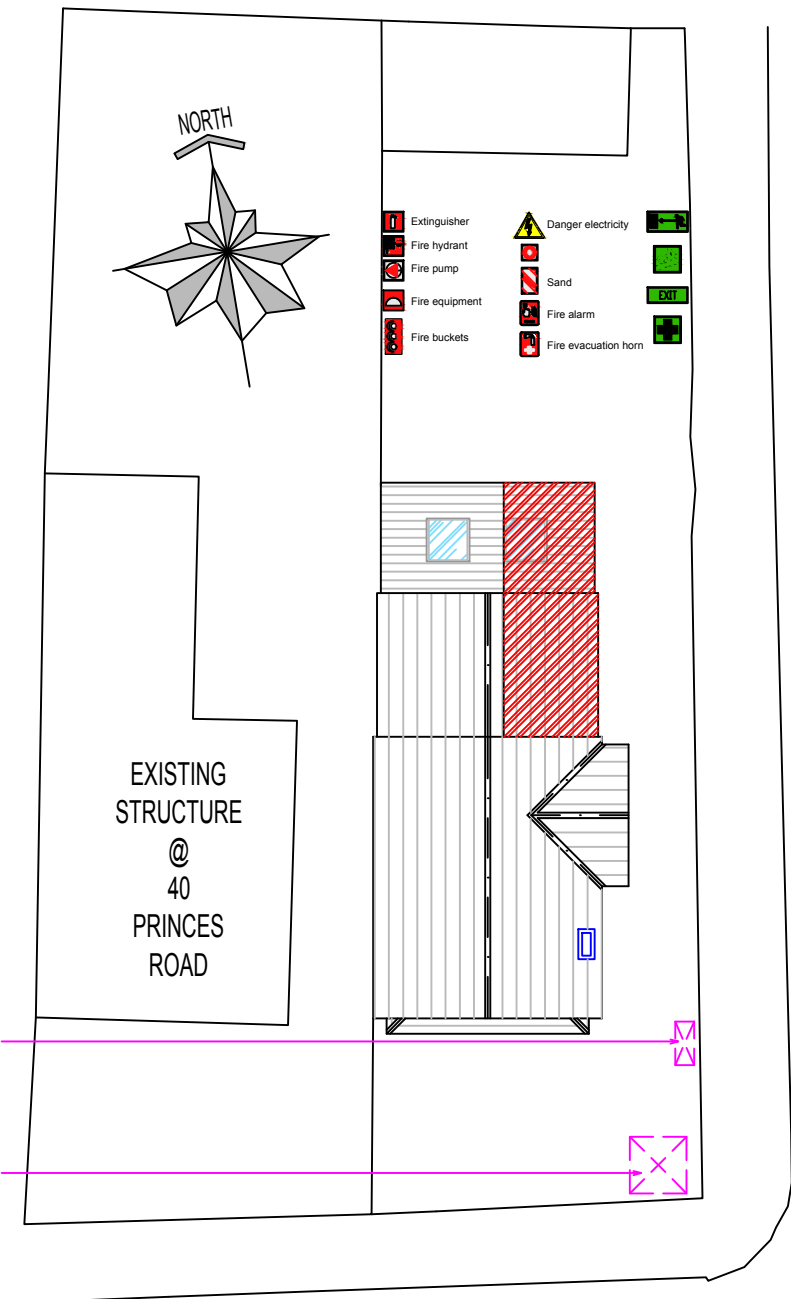 NORTH
Extinguisher
Fire hydrant
Fire pump
Fire equipment
Fire buckets
Danger electricity
Sand
Fire alarm
Fire evacuation horn
EXIT
EXISTING
STRUCTURE
@
40
PRINCES
ROAD